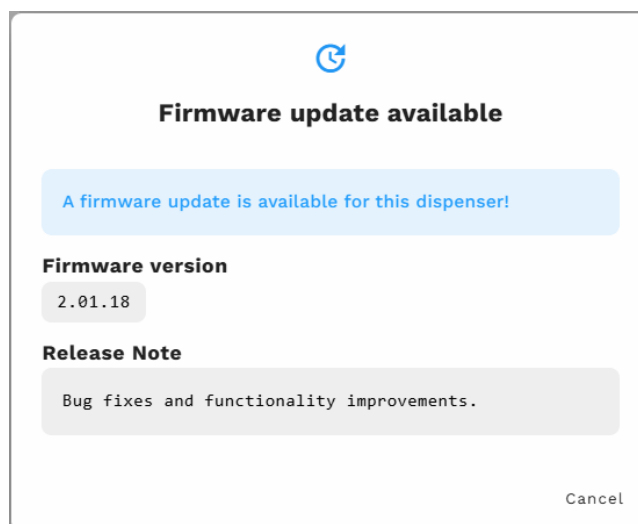 Firmware update available
A firmware update is available for this dispenser!
Firmware version
2.01.18
Release Note
Bug fixes and functionality improvements.
Cancel